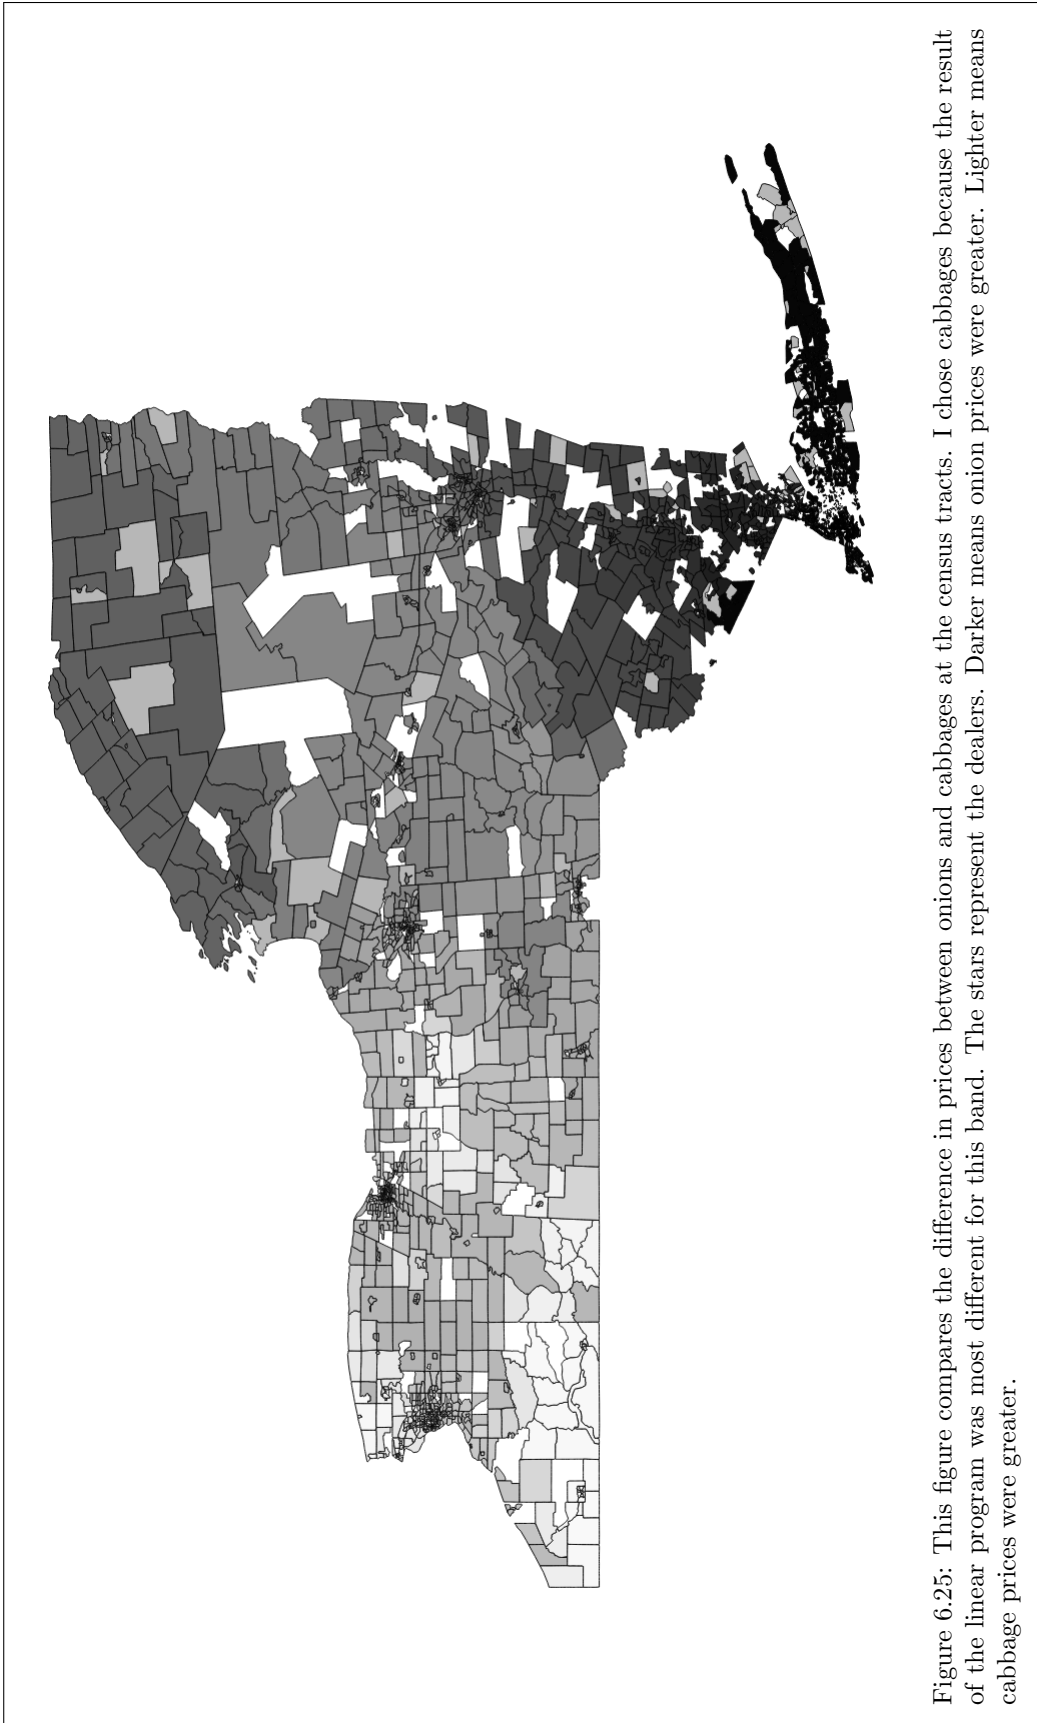 Figure 6.25: This figure compares the difference in prices between onions and cabbages at the census tracts. I chose cabbages because the result
of the linear program was most different for this band. The stars represent the dealers. Darker means onion prices were greater. Lighter means
cabbage prices were greater.